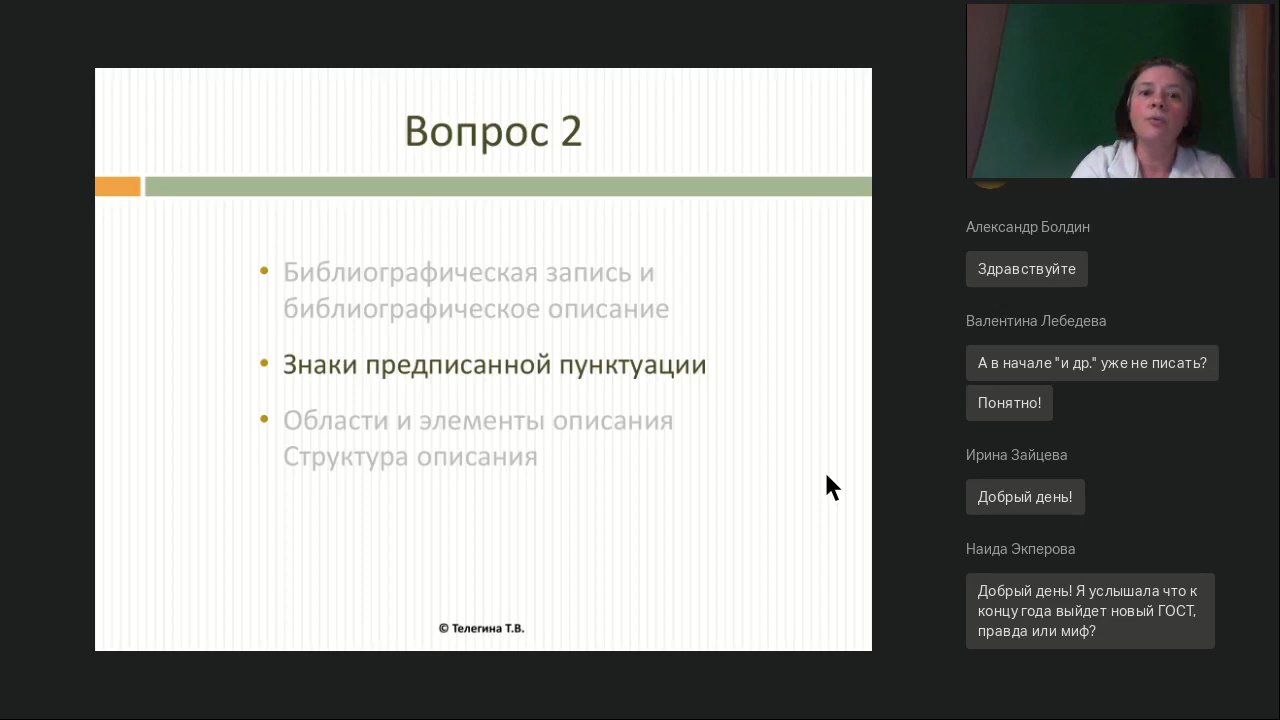 Вопрос 2
Библиографическая запись и
библиографическое описание
Знаки предписанной пунктуации
Области и элементы описания
Структура описания
© Телегина Т.В.
Александр Болдин
Здравствуйте
Валентина Лебедева
А в начале "и др." уже не писать?
Понятно!
Ирина Зайцева
Добрый день!
Наида Экперова
Добрый день! Я услышала что к
концу года выйдет новый ГОСТ,
правда или миф?